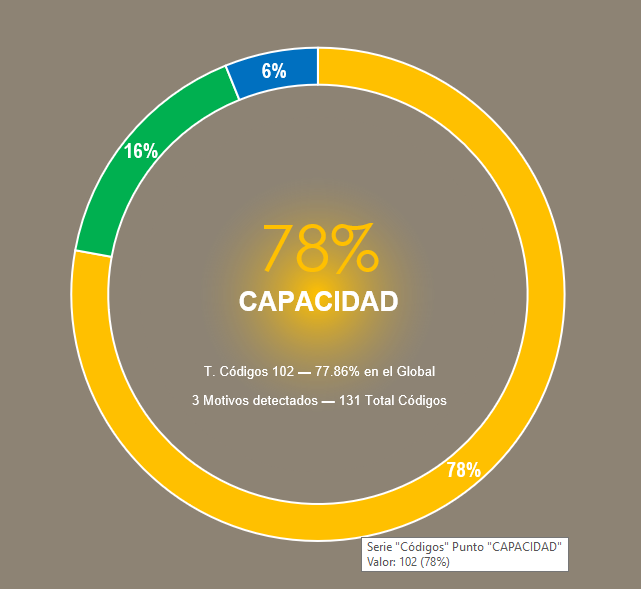 6%
16%
78%
CAPACIDAD
T. Códigos 102 — 77.86% en el Global
3 Motivos detectados — 131 Total Códigos
78%
Serie "Códigos" Punto "CAPACIDAD"
Valor: 102 (78%)